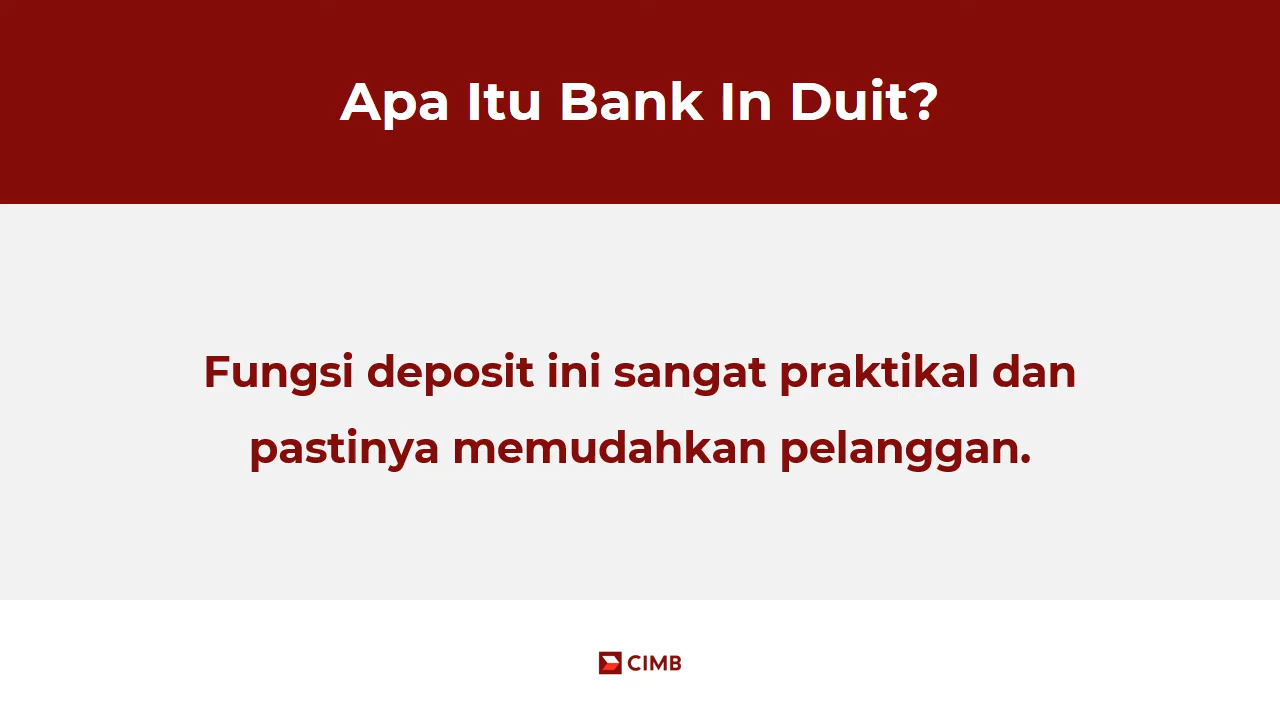 Apa Itu Bank In Duit?
Fungsi deposit ini sangat praktikal dan
pastinya memudahkan pelanggan.
CIMB